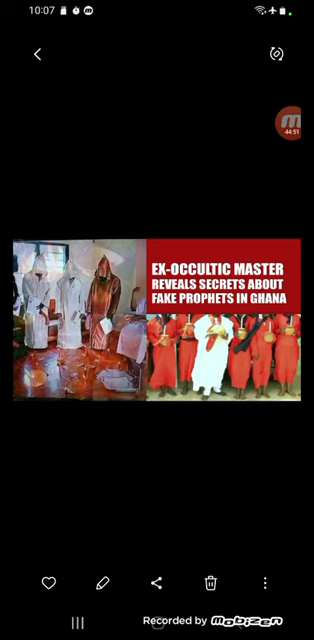 10:07
44:51
EX-OCCULTIC MASTER
REVEALS SECRETS ABOUT
FAKE PROPHETS IN GHANA
Recorded by mobizen